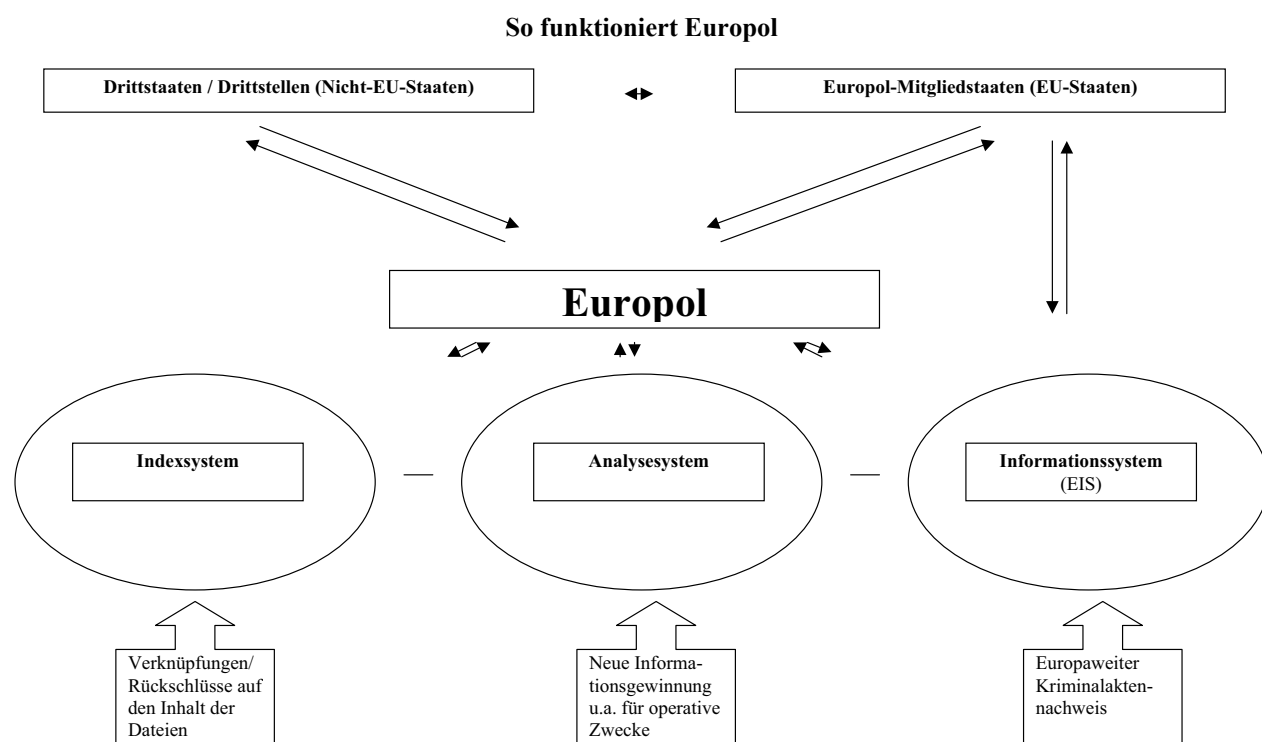 So funktioniert Europol
Drittstaaten / Drittstellen (Nicht-EU-Staaten)
Europol-Mitgliedstaaten (EU-Staaten)
Europol
Indexsystem
Analysesystem
Informationssystem
(EIS)
Verknüpfungen/
Rückschlüsse auf
den Inhalt der
Dateien
Neue Informa-
tionsgewinnung
u.a. für operative
Zwecke
Europaweiter
Kriminalakten-
nachweis